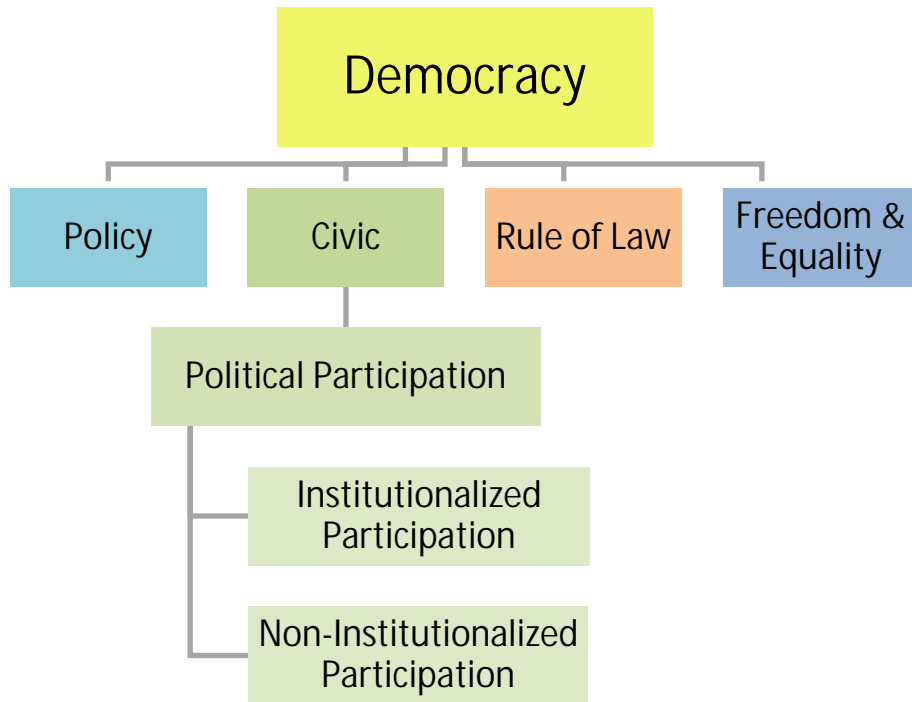 Democracy
Policy
Civic
Rule of Law
Freedom &
Equality
Political Participation
Institutionalized
Participation
Non-Institutionalized
Participation